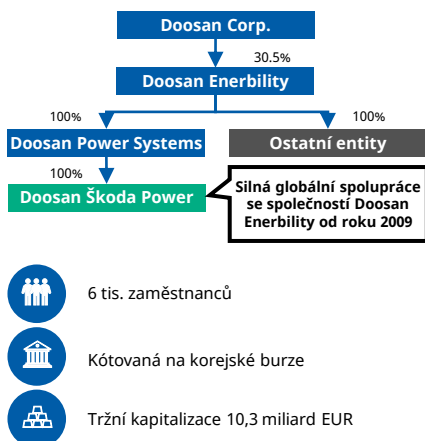 Doosan Corp.
30.5%
Doosan Enerbility
100%
100%
Doosan Power Systems
Ostatní entity
100%
Doosan Škoda Power
Silná globální spolupráce
se společností Doosan
Enerbility od roku 2009
6 tis. zaměstnanců
Kótovaná na korejské burze
Tržní kapitalizace 10,3 miliard EUR